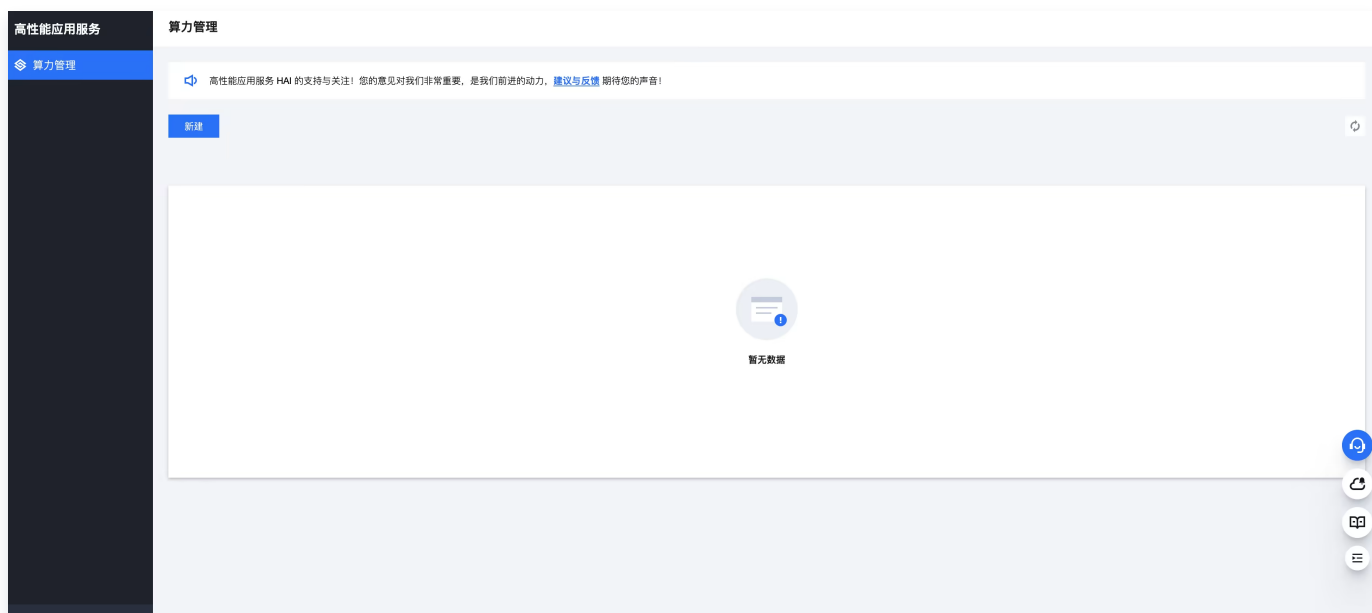 高性能应用服务
算力管理
算力管理
高性能应用服务 HAI 的支持与关注！您的意见对我们非常重要，是我们前进的动力，建议与反馈 期待您的声音！
新建
暂无数据